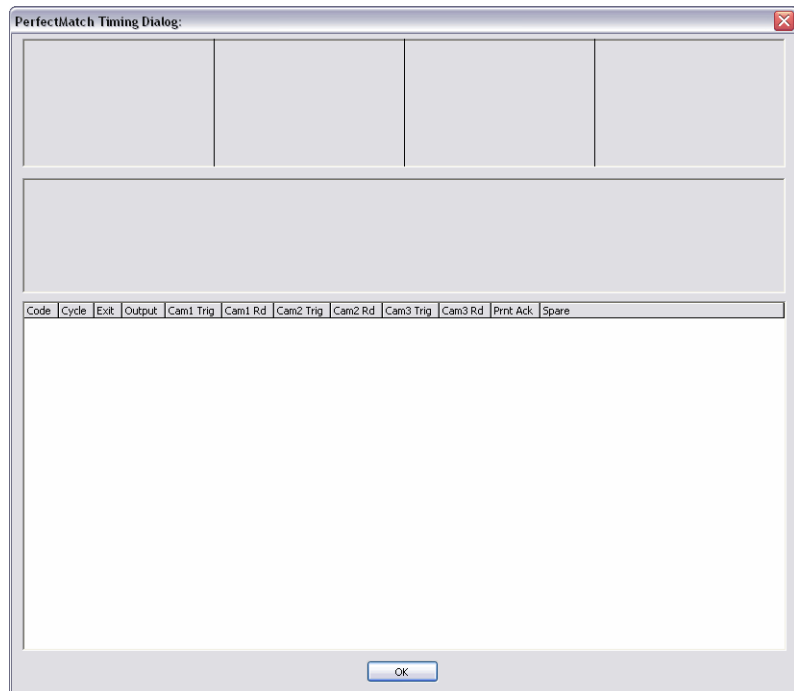 PerfectMatch Timing Dialog:
Code Cycle Exit Output Cam1 Trig Cam1 Rd Cam2 Trig Cam2 Rd Cam3 Trig Cam3 Rd Prnt Ack Spare
OK